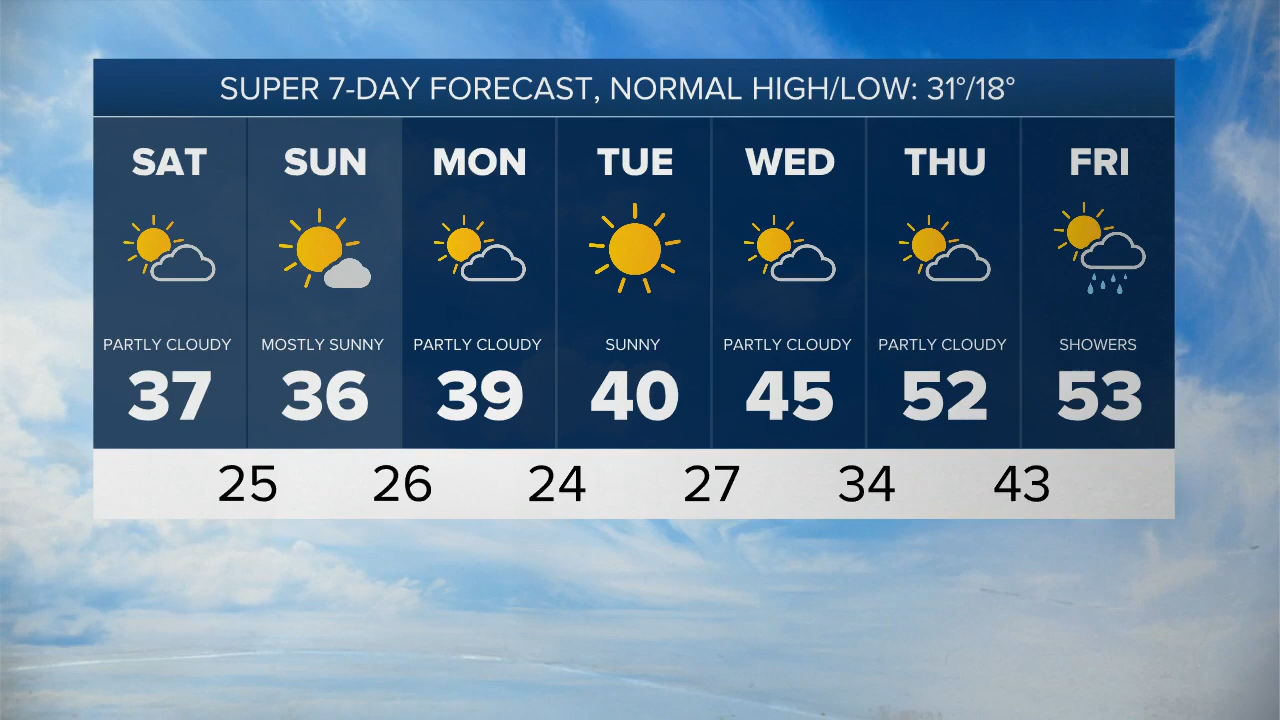 SUPER 7-DAY FORECAST, NORMAL HIGH/LOW: 31°/18°
SAT SUN MON TUE WED THU FRI
PARTLY CLOUDY MOSTLY SUNNY PARTLY CLOUDY SUNNY PARTLY CLOUDY PARTLY CLOUDY SHOWERS
37 36 39 40 45 52 53
25 26 24 27 34 43